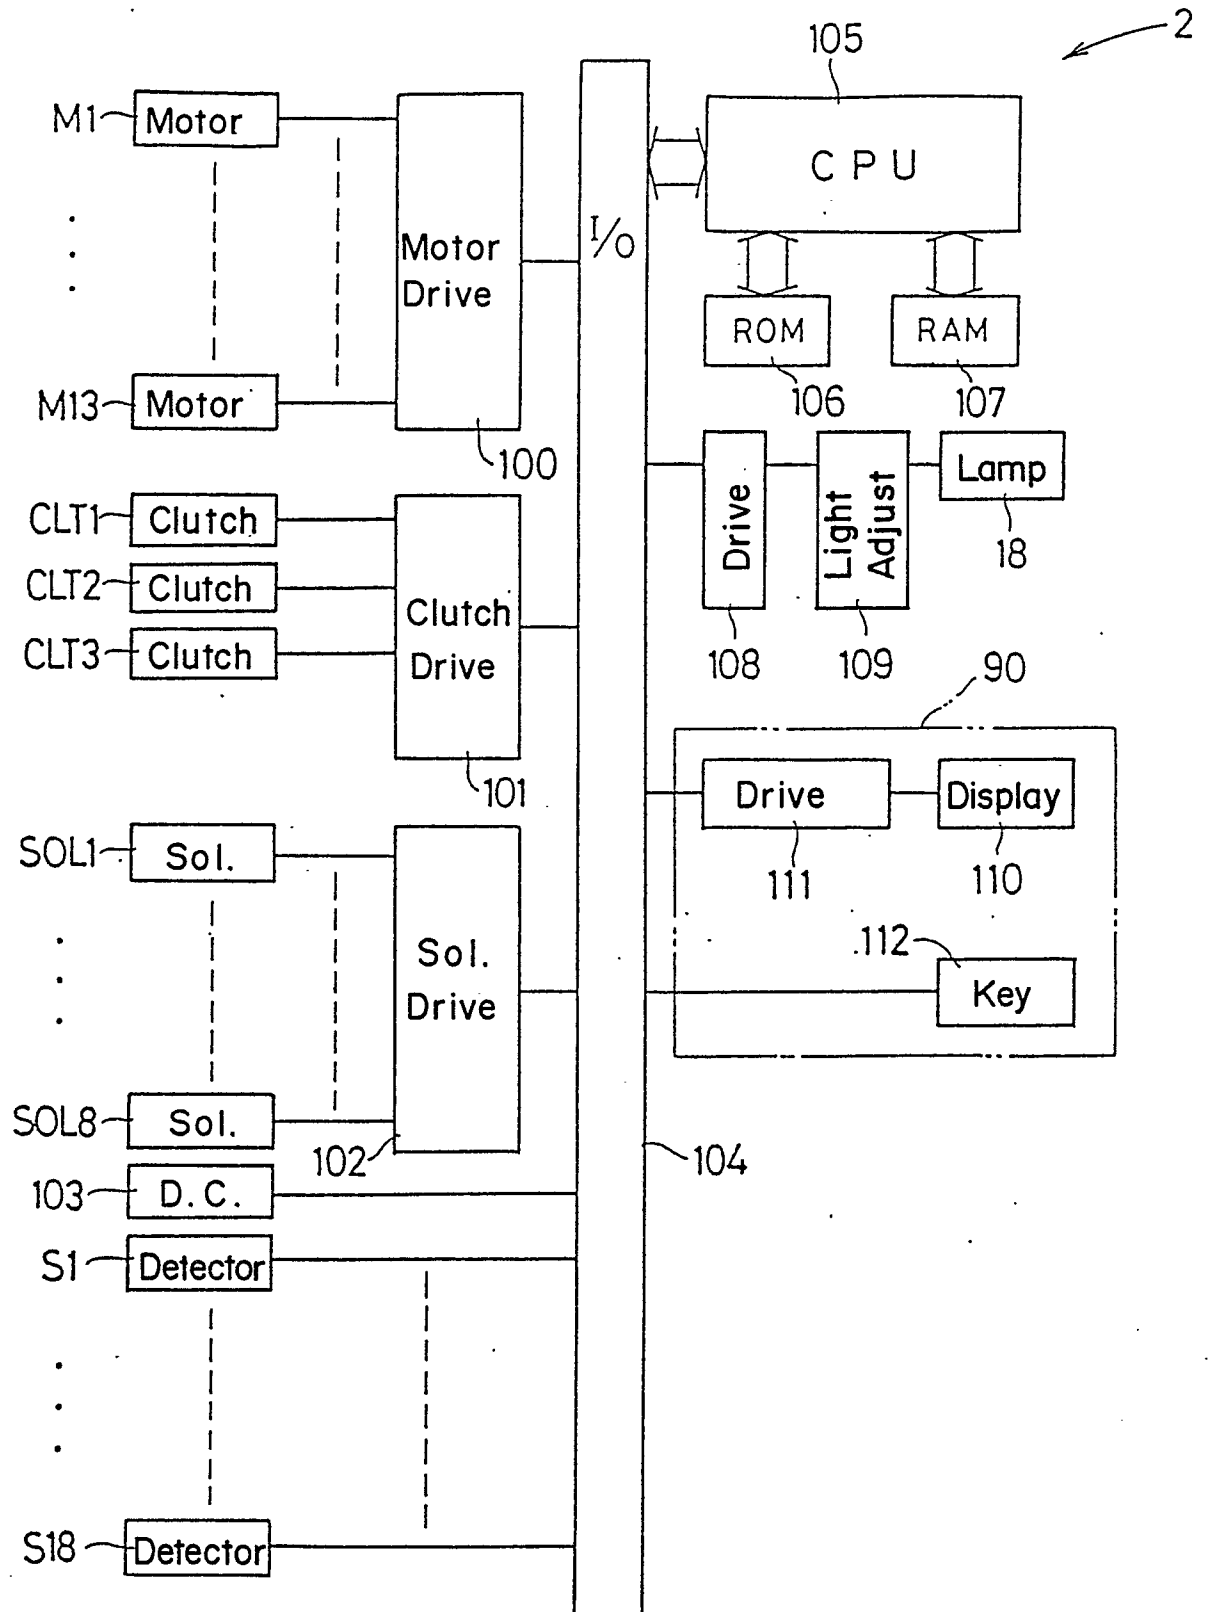 2
105
M1 Motor
CPU
I/O
Motor
Drive
ROM
RAM
M13 Motor
106
107
100
Lamp
CLT1 Clutch
Drive
Light
Adjust
18
CLT2 Clutch
Clutch
Drive
CLT3 Clutch
108
109
90
101
Drive
Display
SOL1 Sol.
111
110
Sol.
Drive
.112
Key
SOL8 Sol.
102
104
103 D.C.
S1 Detector
S18 Detector